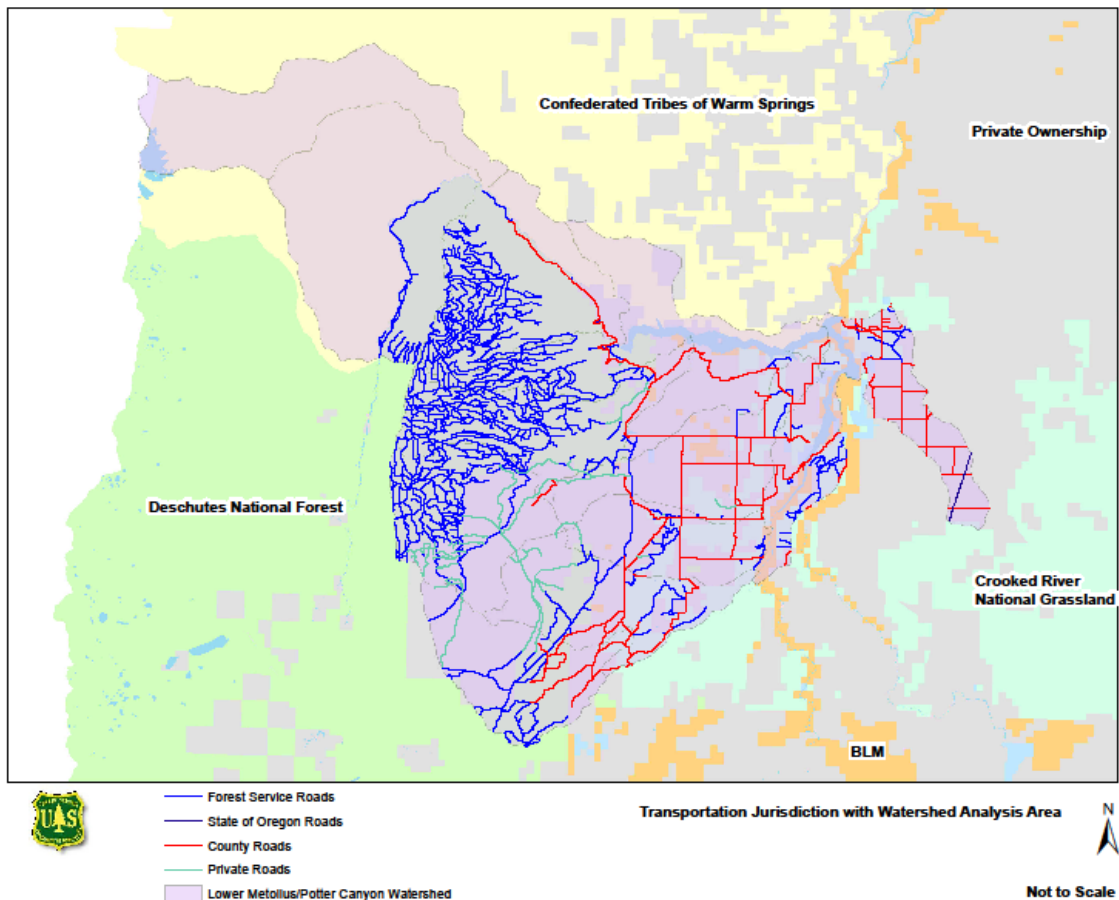 Confederated Tribes of Warm Springs
Private Ownership
Deschutes National Forest
Crooked River
National Grassland
BLM
Forest Service Roads
State of Oregon Roads
County Roads
Private Roads
Lower Metolius/Potter Canyon Watershed
Transportation Jurisdiction with Watershed Analysis Area
N
Not to Scale
US